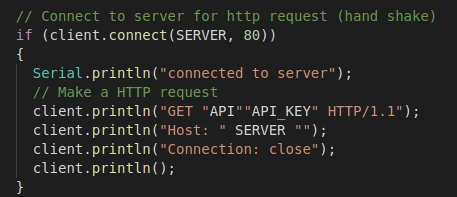 // Connect to server for http request (hand shake)
if (client.connect(SERVER, 80))
{
Serial.println("connected to server");
// Make a HTTP request
client.println("GET "API""API_KEY" HTTP/1.1");
client.println("Host: " SERVER "");
client.println("Connection: close");
client.println();
}